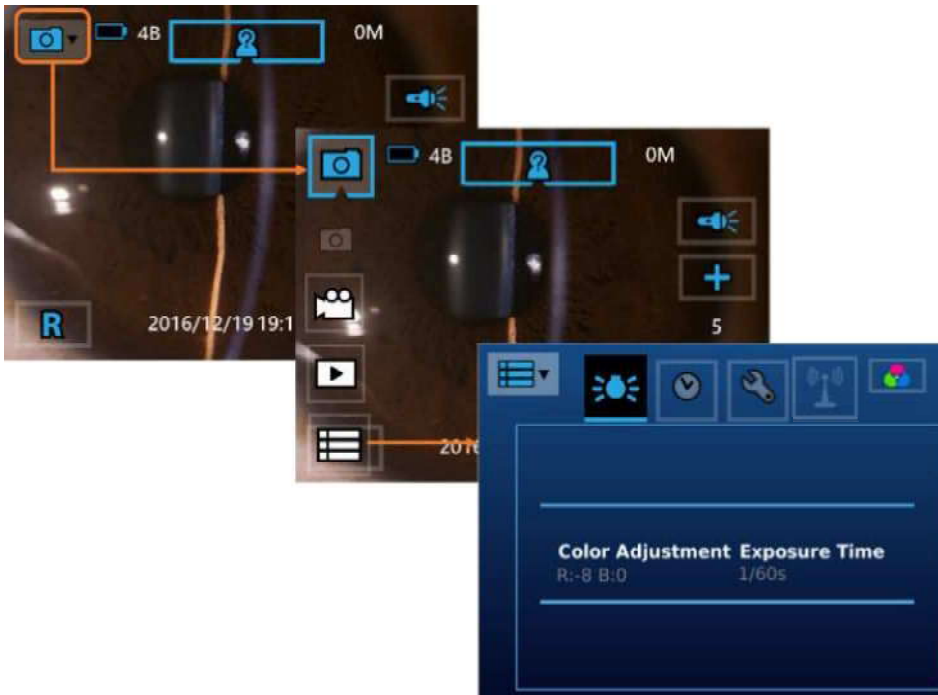 4B
0M
R
2016/12/19 19:1
4B
0M
5
201
Color Adjustment Exposure Time
R:-8 B:0 1/60s